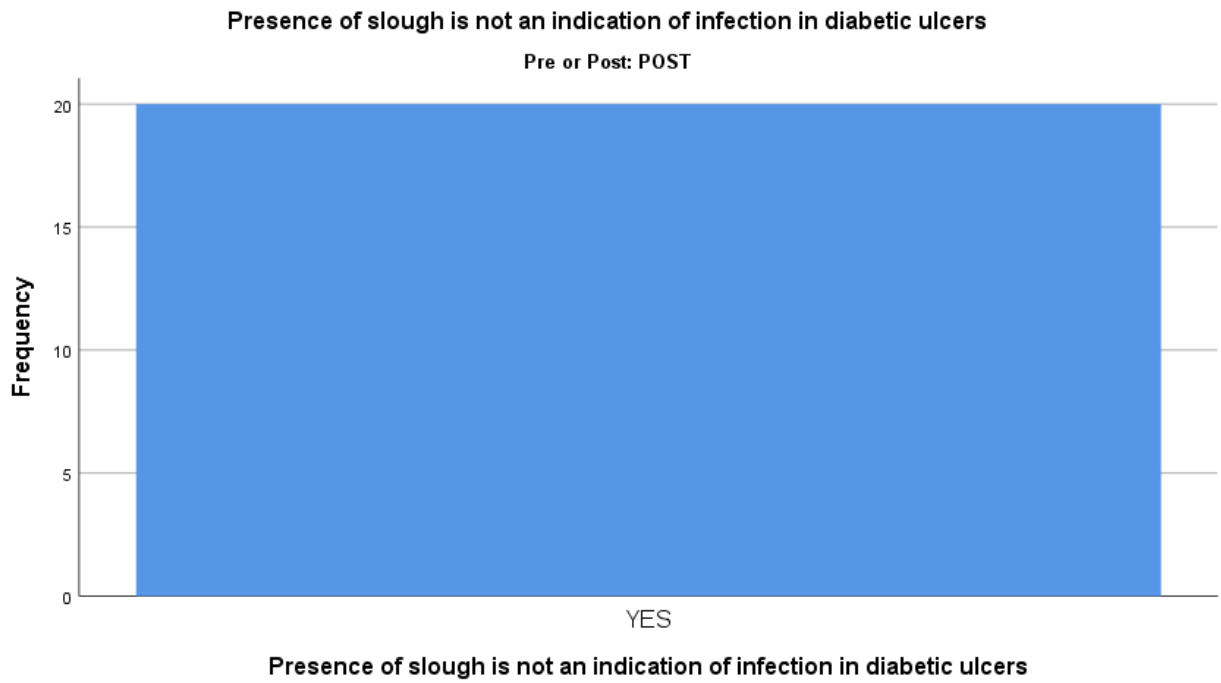 Presence of slough is not an indication of infection in diabetic ulcers
Pre or Post: POST
Frequency
20
15
10
5
0
YES
Presence of slough is not an indication of infection in diabetic ulcers